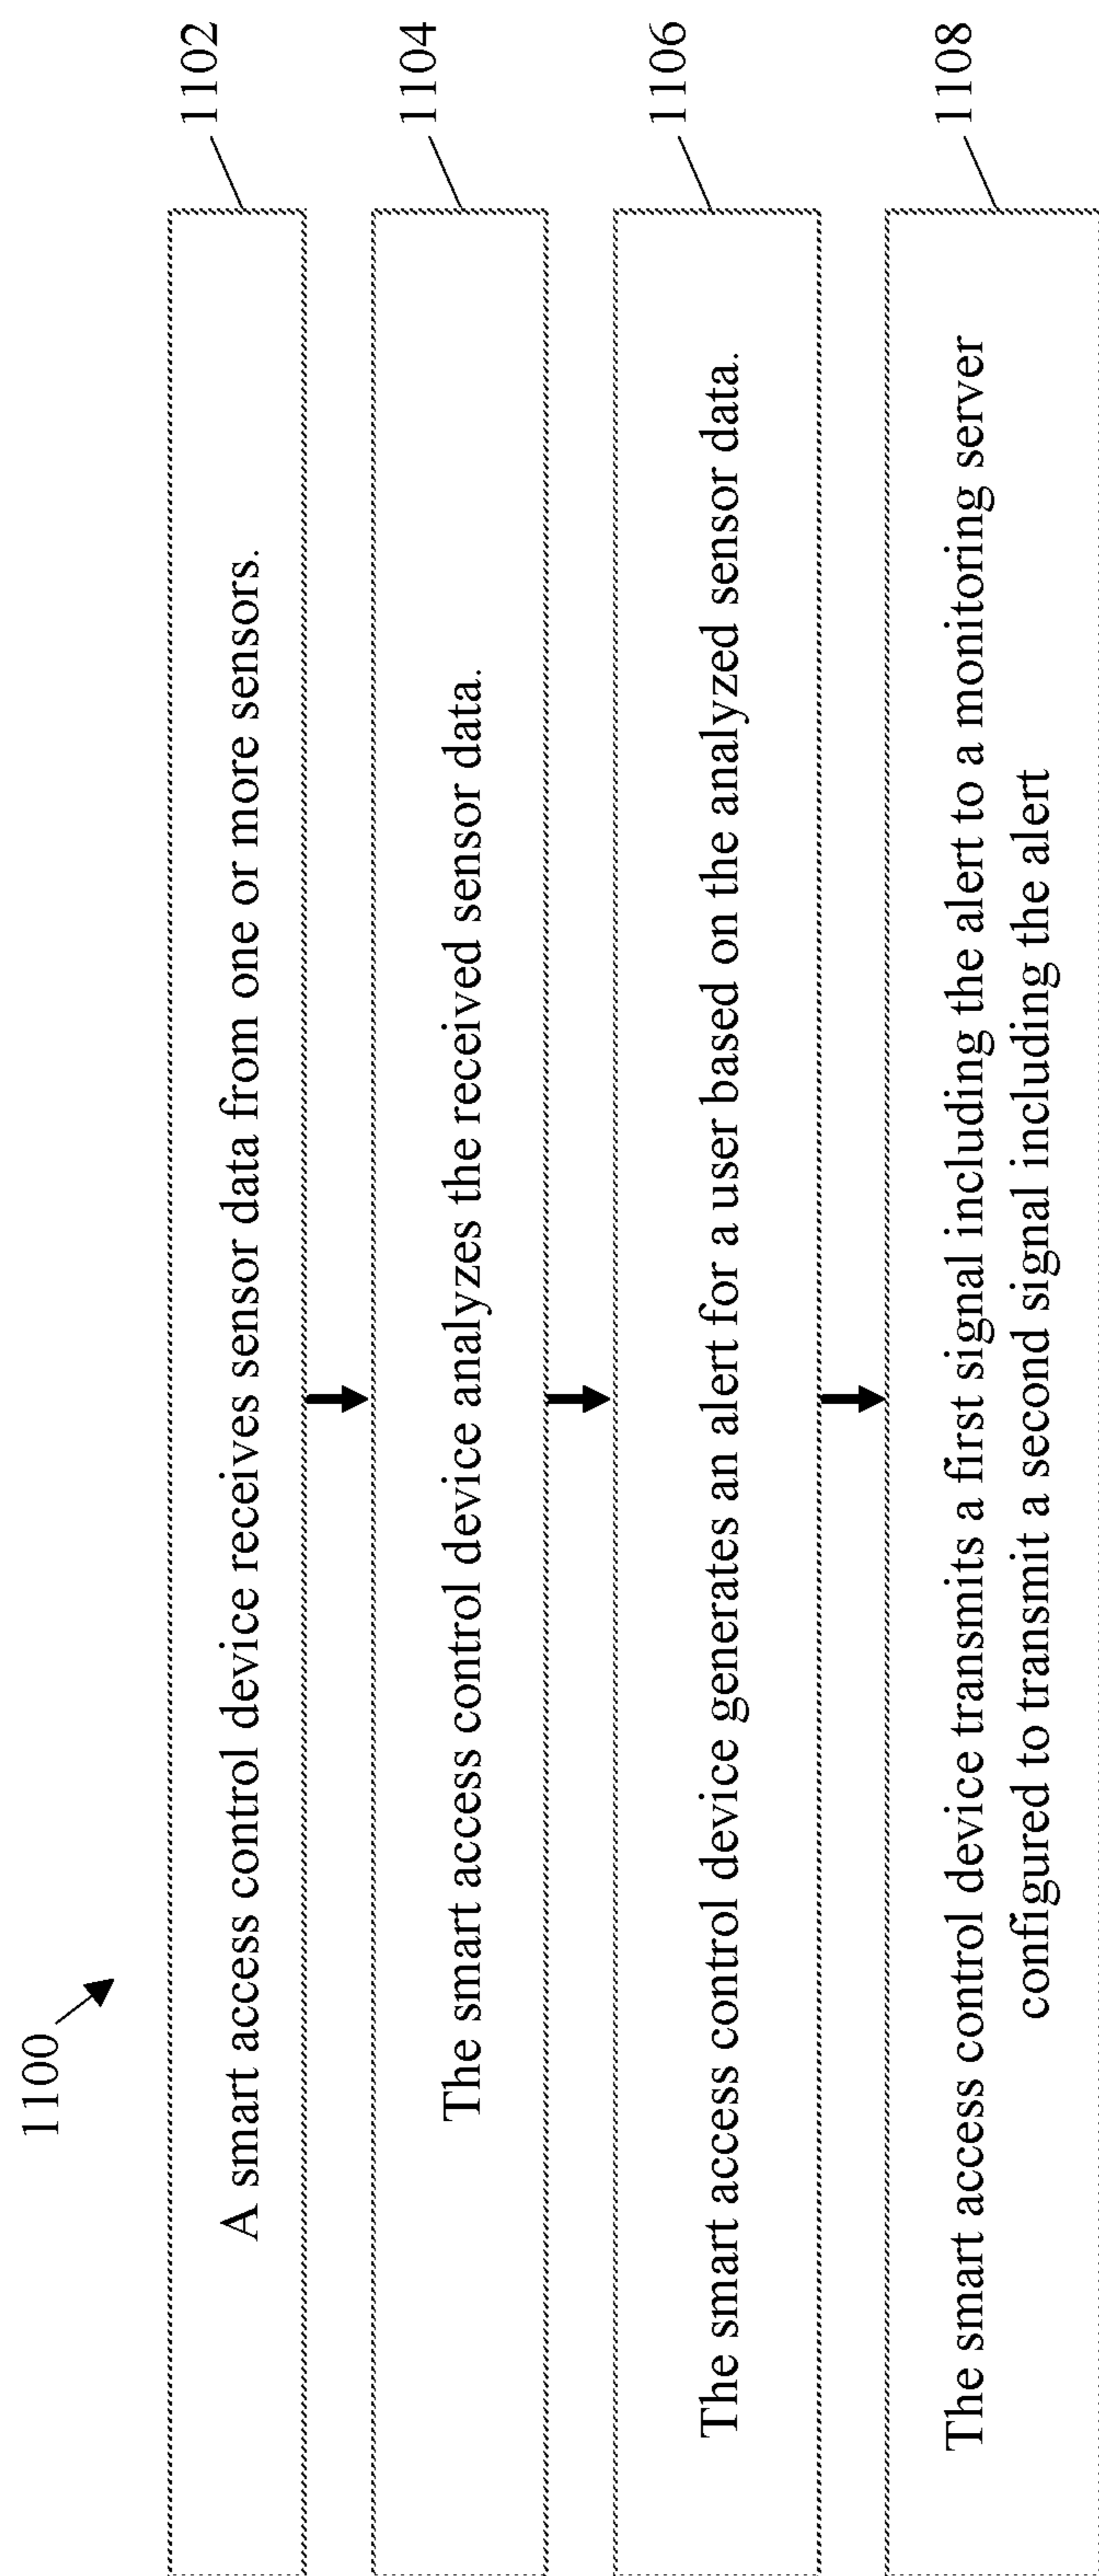 1100
A smart access control device receives sensor data from one or more sensors.
1102
The smart access control device analyzes the received sensor data.
1104
The smart access control device generates an alert for a user based on the analyzed sensor data.
1106
The smart access control device transmits a first signal including the alert to a monitoring server
configured to transmit a second signal including the alert
1108